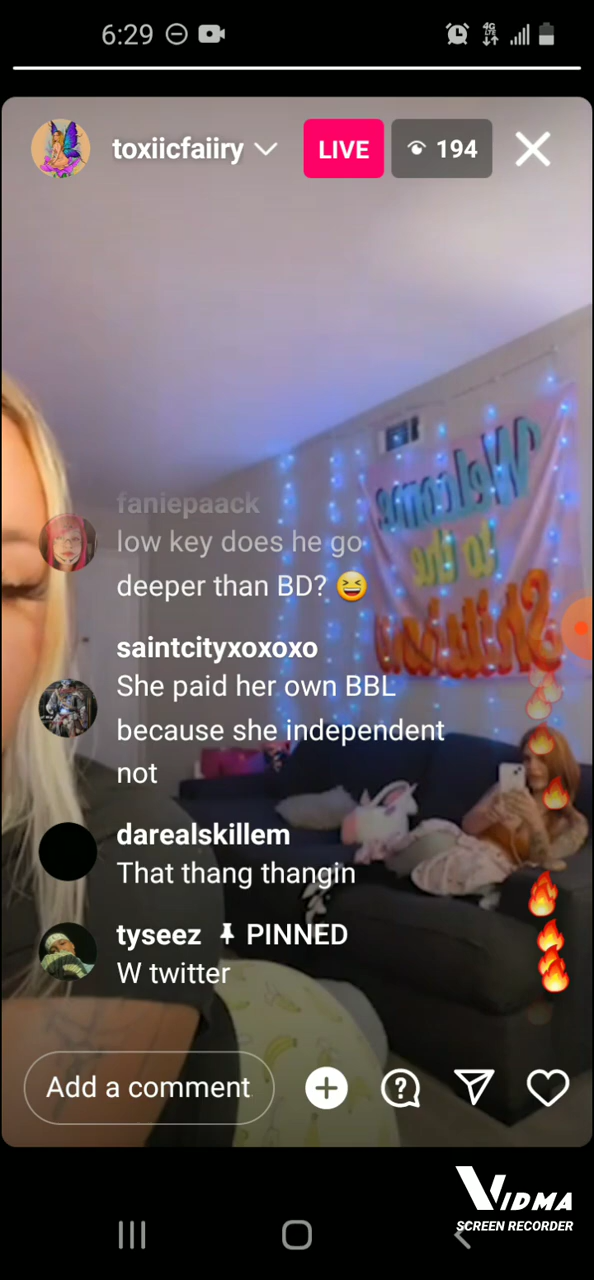 6:29
4G
LTE
toxiicfaiiry
LIVE
194
Welcome
to the
faniepaack
low key does he go
deeper than BD? 😆
saintcityxoxoxo
She paid her own BBL
because she independent
not
darealskillem
That thang thangin
tyseez PINNED
W twitter
Add a comment
VIDMA
SCREEN RECORDER